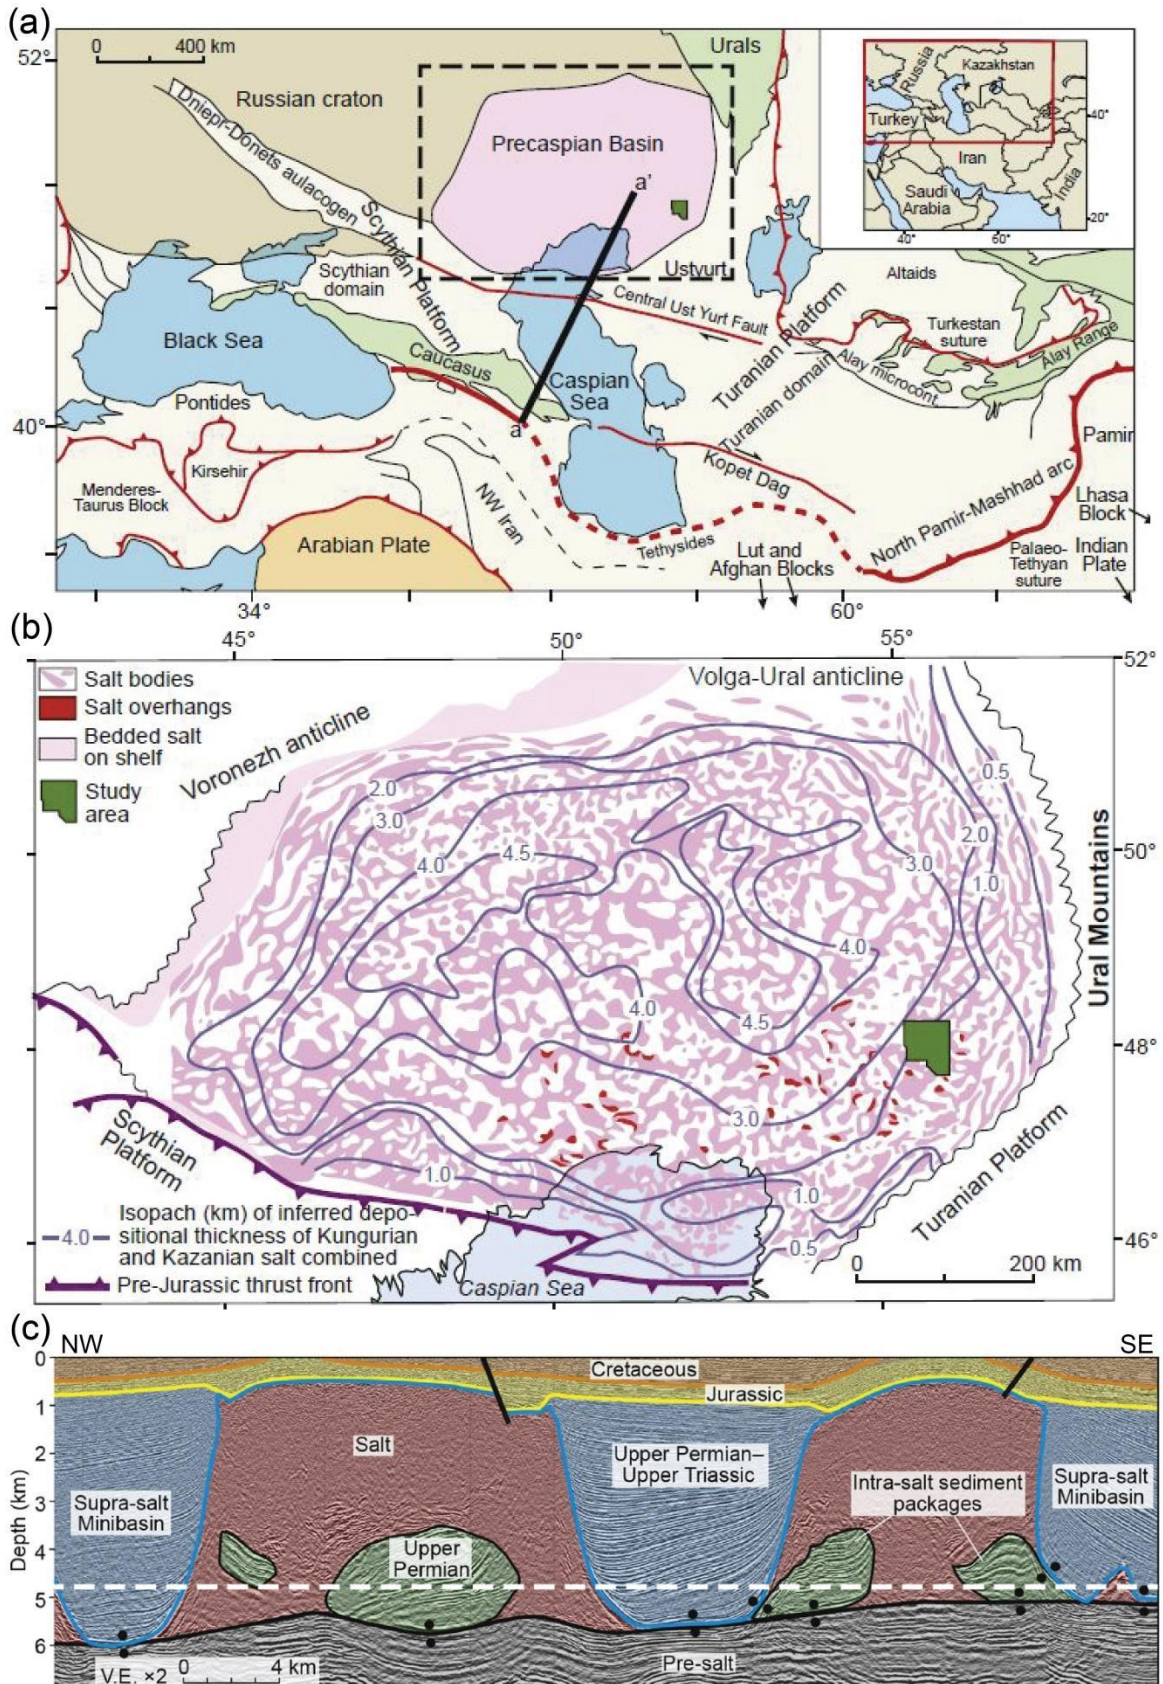 (a)
52°
0 400 km
Russian craton
Urals
Dniepr-Donets aulacogen
Precaspian Basin
a'
Scythian Platform
Scythian
domain
Ustyurt
Central Ust Yurt Fault
Altaids
Turkestan
suture
Black Sea
Caucasus
Caspian
Sea
Turanian Platform
Turanian domain
Alay microcont.
Alay Range
Pontides
40°
a
Kirsehir
Menderes-
Taurus Block
NW Iran
Kopet Dag
Pamir
Lhasa
Block
North Pamir-Mashhad arc
Arabian Plate
Tethysides
Lut and
Afghan Blocks
Palaeo-
Tethyan
suture
Indian
Plate
34°
60°
Russia
Kazakhstan
Turkey
Iran
Saudi
Arabia
India
40°
20°
40°
60°
(b)
45°
50°
55°
52°
Salt bodies
Salt overhangs
Bedded salt
on shelf
Study
area
Voronezh anticline
Volga-Ural anticline
Ural Mountains
50°
48°
46°
2.0
3.0
4.0
4.5
0.5
2.0
3.0
1.0
4.0
4.0
4.5
3.0
1.0
1.0
0.5
Scythian
Platform
Turanian Platform
4.0
Isopach (km) of inferred depo-
sitional thickness of Kungurian
and Kazanian salt combined
Pre-Jurassic thrust front
Caspian Sea
0 200 km
(c)
NW
SE
Depth (km)
0
1
2
3
4
5
6
Cretaceous
Jurassic
Salt
Upper Permian–
Upper Triassic
Intra-salt sediment
packages
Supra-salt
Minibasin
Supra-salt
Minibasin
Upper
Permian
Pre-salt
V.E. ×2 0 4 km